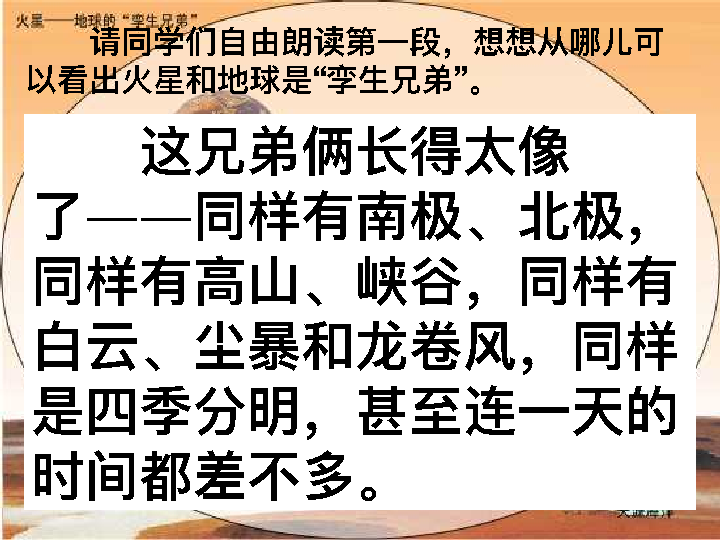 火星——地球的“孪生兄弟”
请同学们自由朗读第一段，想想从哪儿可
以看出火星和地球是“孪生兄弟”。
这兄弟俩长得太像
了——同样有南极、北极，
同样有高山、峡谷，同样有
白云、尘暴和龙卷风，同样
是四季分明，甚至连一天的
时间都差不多。